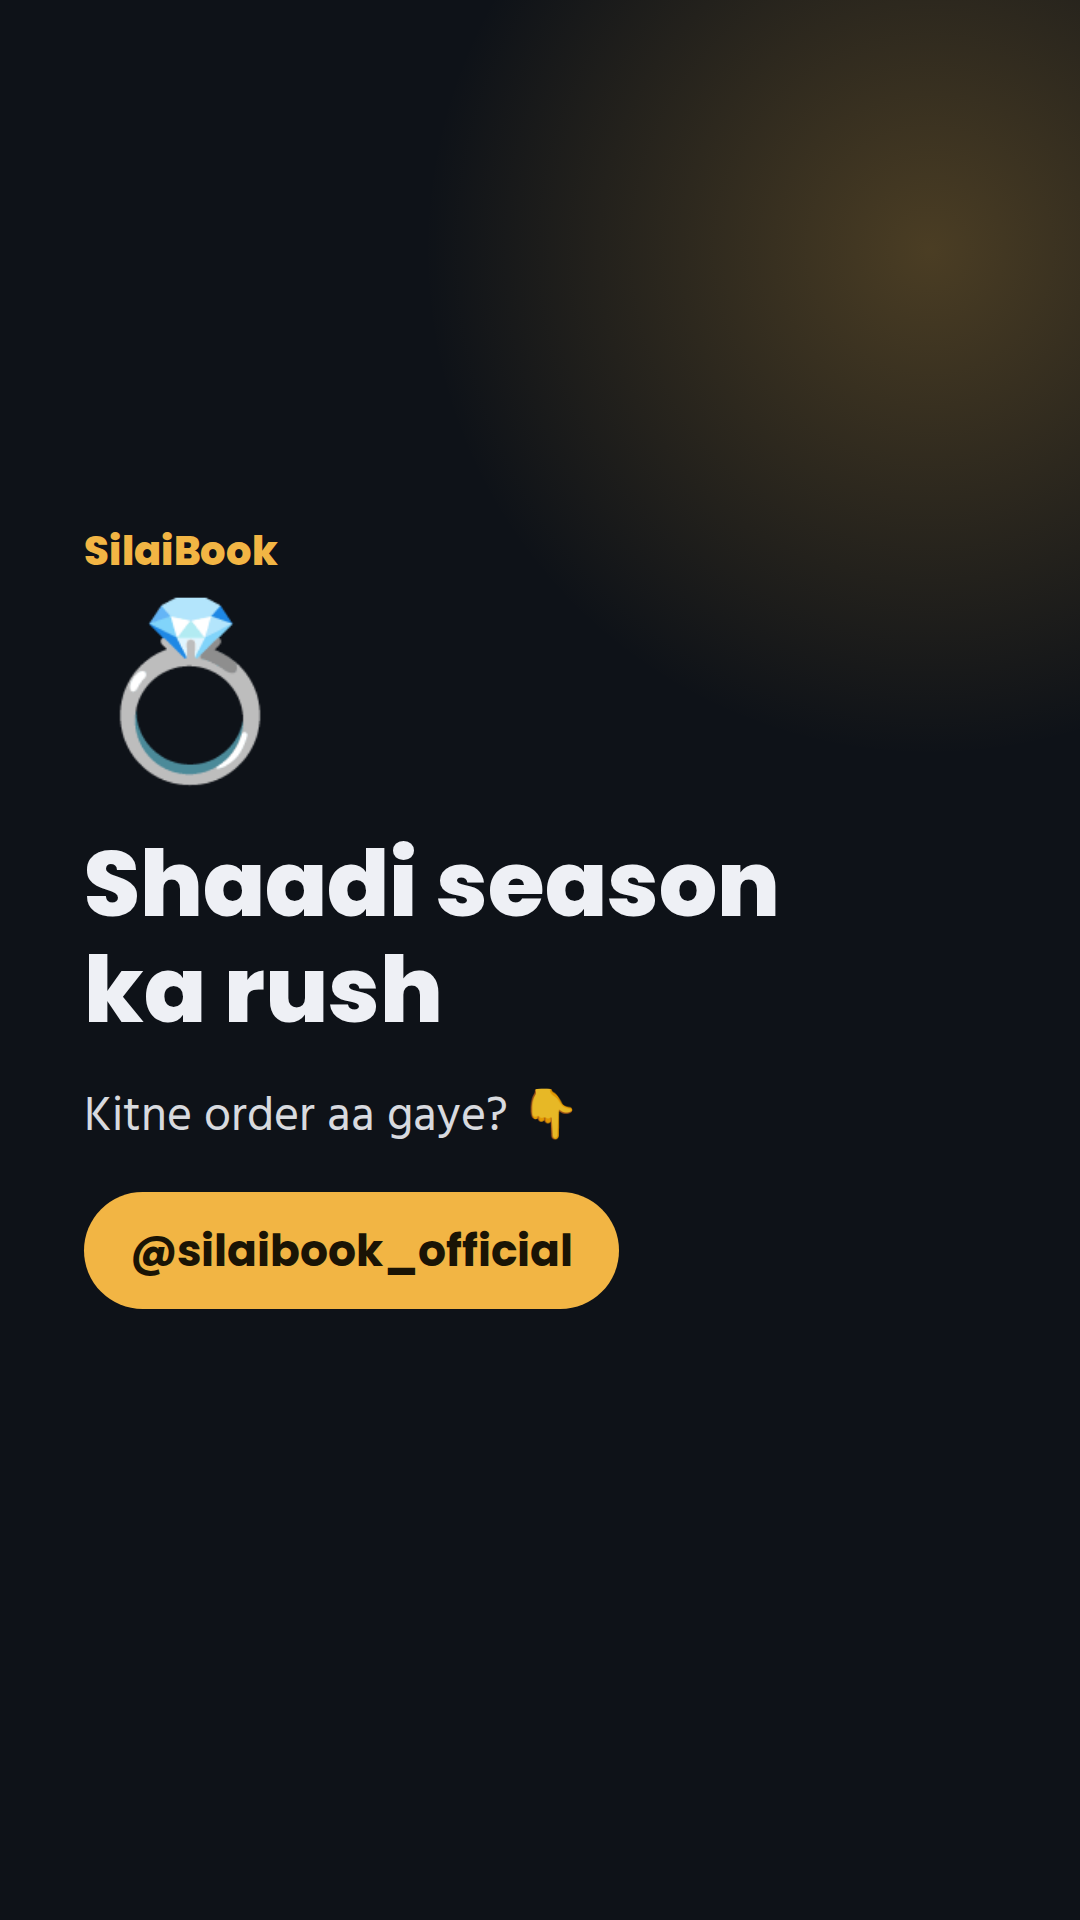 SilaiBook
Shaadi season
ka rush
Kitne order aa gaye? 👇
@silaibook_official